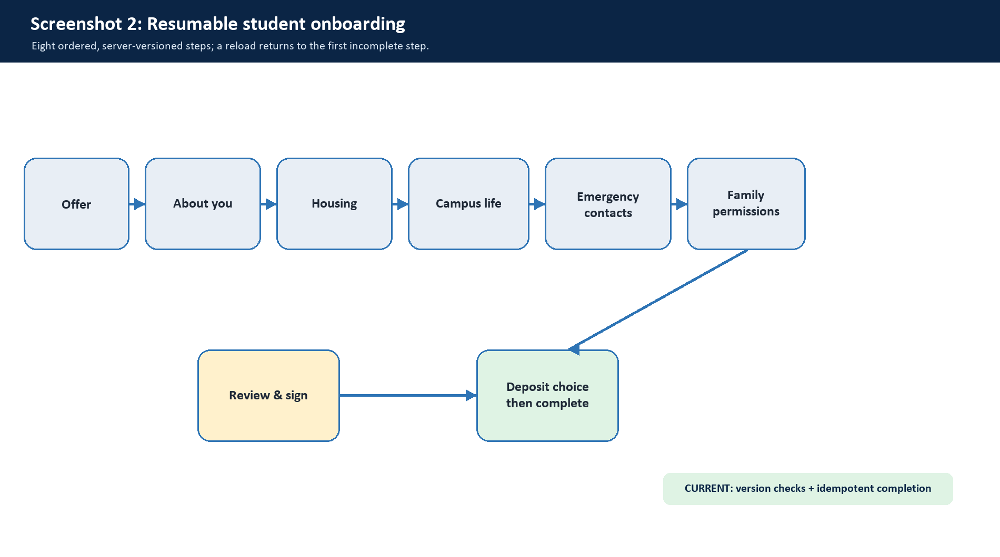 Screenshot 2: Resumable student onboarding
Eight ordered, server-versioned steps; a reload returns to the first incomplete step.
Offer
About you
Housing
Campus life
Emergency
contacts
Family
permissions
Review & sign
Deposit choice
then complete
CURRENT: version checks + idempotent completion